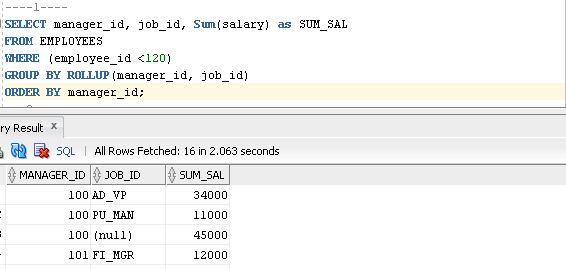 ----1----
SELECT manager_id, job_id, Sum(salary) as SUM_SAL
FROM EMPLOYEES
WHERE (employee_id <120)
GROUP BY ROLLUP(manager_id, job_id)
ORDER BY manager_id;
ry Result x
SQL | All Rows Fetched: 16 in 2.063 seconds
MANAGER_ID JOB_ID SUM_SAL
100 AD_VP 34000
100 PU_MAN 11000
100 (null) 45000
101 FI_MGR 12000